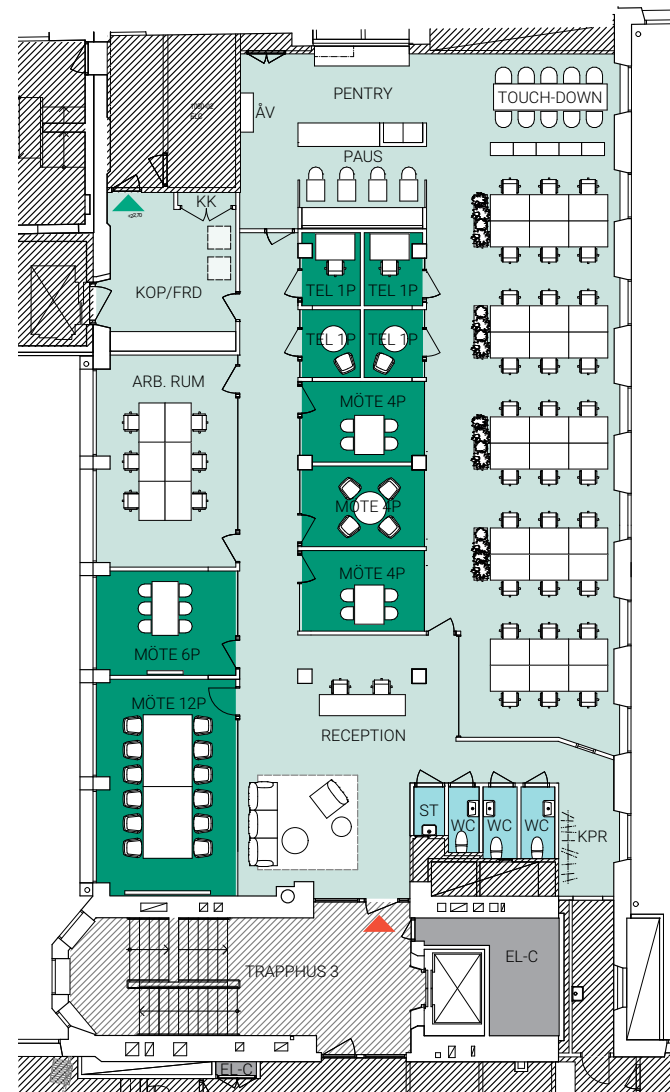 PENTRY
TOUCH-DOWN
ÅV
PAUS
KK
KOP/FRD
TEL 1P
TEL 1P
TEL 1P
TEL 1P
ARB. RUM
MÖTE 4P
MÖTE 4P
MÖTE 4P
MÖTE 6P
MÖTE 12P
RECEPTION
ST
WC
WC
WC
KPR
EL-C
TRAPPHUS 3
EL-C